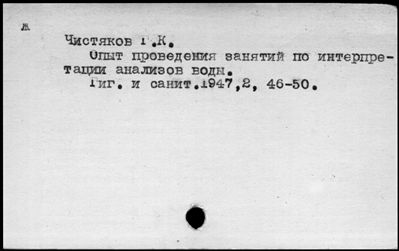 Чистяков Г.К.
Опыт проведения занятий по интерпре-
тации анализов воды.
Гиг. и санит.1947,2, 46-50.